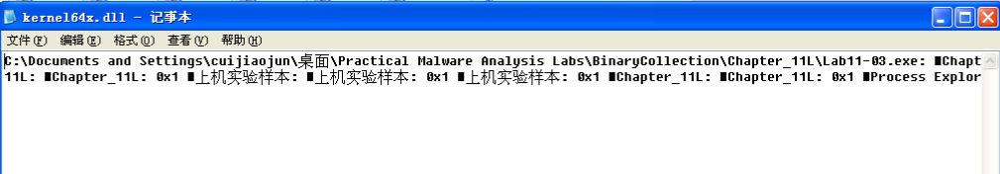 kernel64x.dll - 记事本
文件(F) 编辑(E) 格式(O) 查看(V) 帮助(H)
C:\Documents and Settings\cuijiaojun\桌面\Practical Malware Analysis Labs\BinaryCollection\Chapter_11L\Lab11-03.exe: ■Chapt
11L: ■Chapter_11L: 0x1 ■上机实验样本: ■上机实验样本: 0x1 ■上机实验样本: 0x1 ■Chapter_11L: ■Chapter_11L: 0x1 ■Process Explor